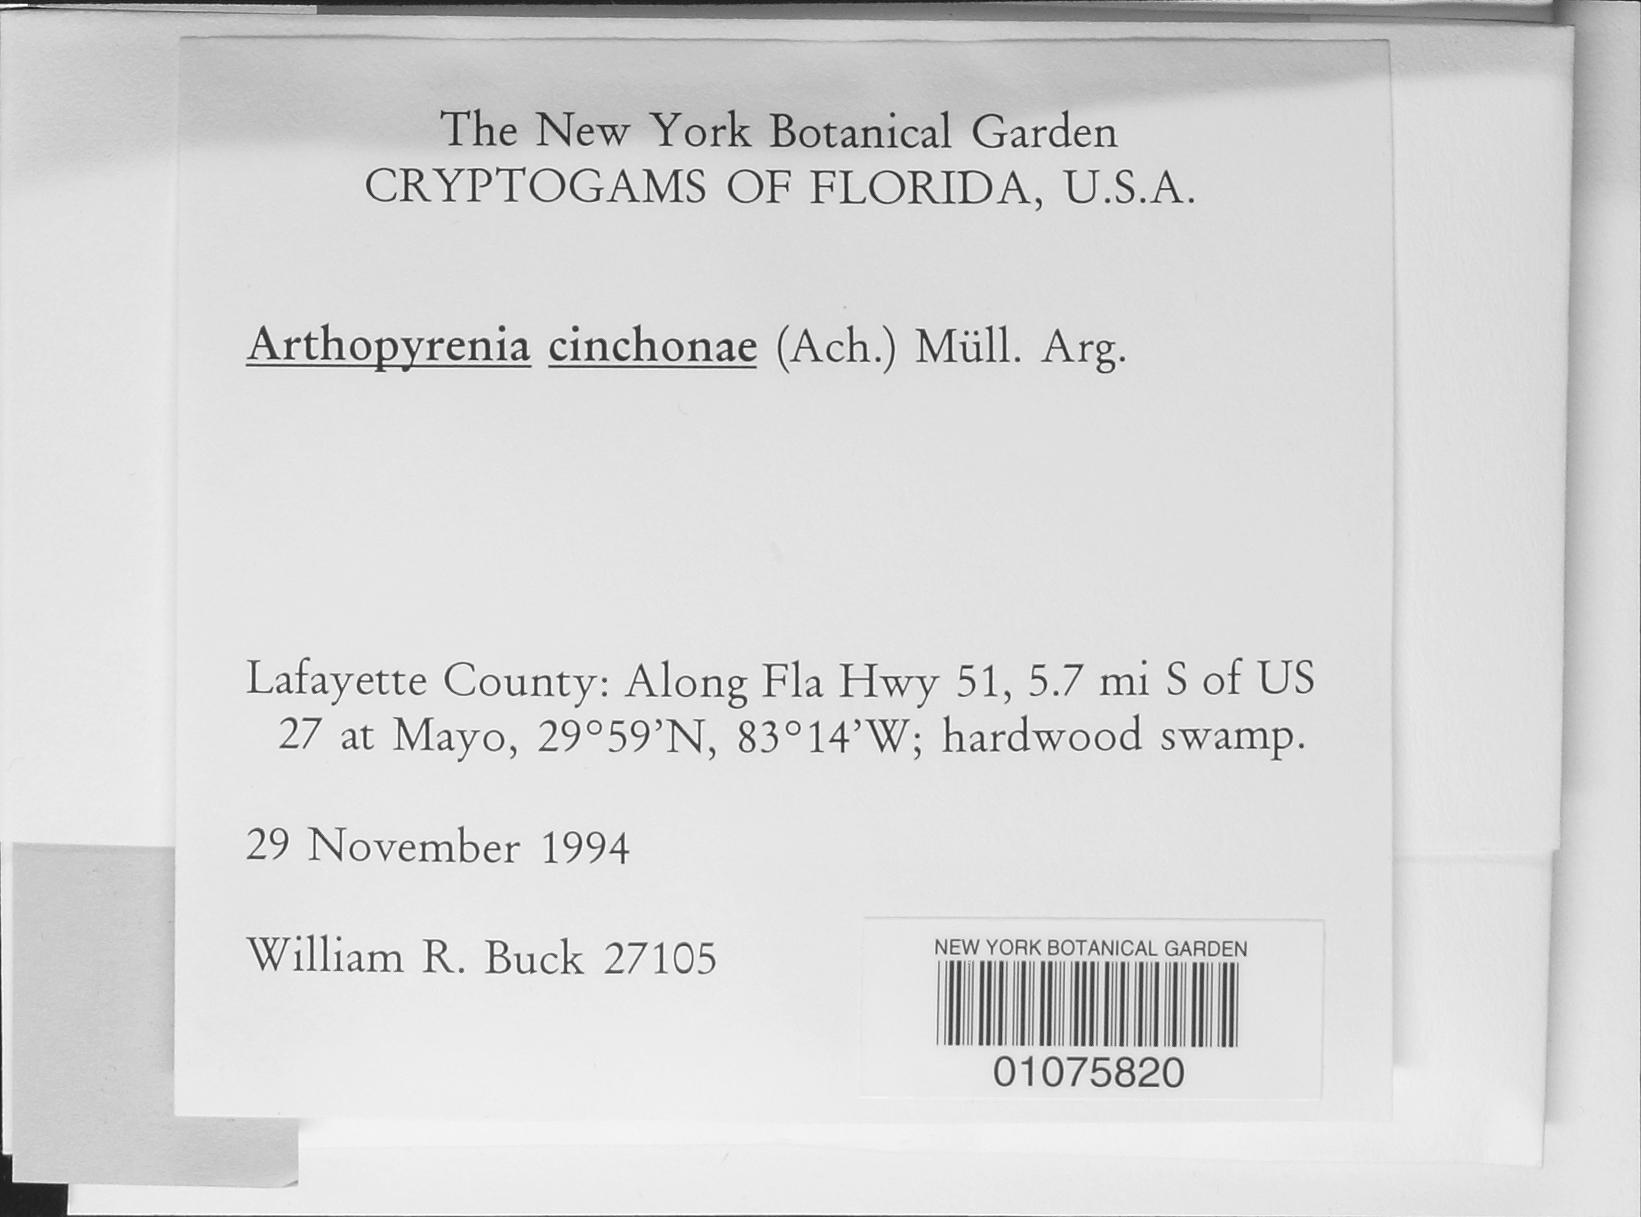 The New York Botanical Garden
CRYPTOGAMS OF FLORIDA, U.S.A.
Arthopyrenia cinchonae (Ach.) Müll. Arg.
Lafayette County: Along Fla Hwy 51, 5.7 mi S of US
27 at Mayo, 29°59’N, 83°14’W; hardwood swamp.
29 November 1994
William R. Buck 27105
NEW YORK BOTANICAL GARDEN
01075820